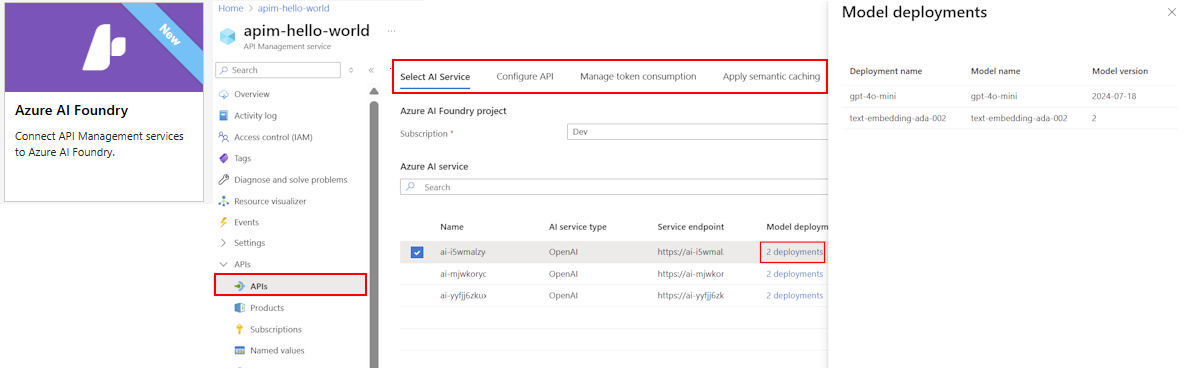 New
Azure AI Foundry
Connect API Management services
to Azure AI Foundry.
Home > apim-hello-world
apim-hello-world
API Management service
Search
Overview
Activity log
Access control (IAM)
Tags
Diagnose and solve problems
Resource visualizer
Events
Settings
APIs
APIs
Products
Subscriptions
Named values
Select AI Service Configure API Manage token consumption Apply semantic caching
Azure AI Foundry project
Subscription * Dev
Azure AI service
Search
Name AI service type Service endpoint Model deploym
ai-i5wmalzy OpenAI https://ai-i5wmal. 2 deployments
ai-mjwkoryc OpenAI https://ai-mjwkor 2 deployments
ai-yyfjj6zkux OpenAI https://ai-yyfjj6zk 2 deployments
Model deployments
Deployment name Model name Model version
gpt-4o-mini gpt-4o-mini 2024-07-18
text-embedding-ada-002 text-embedding-ada-002 2